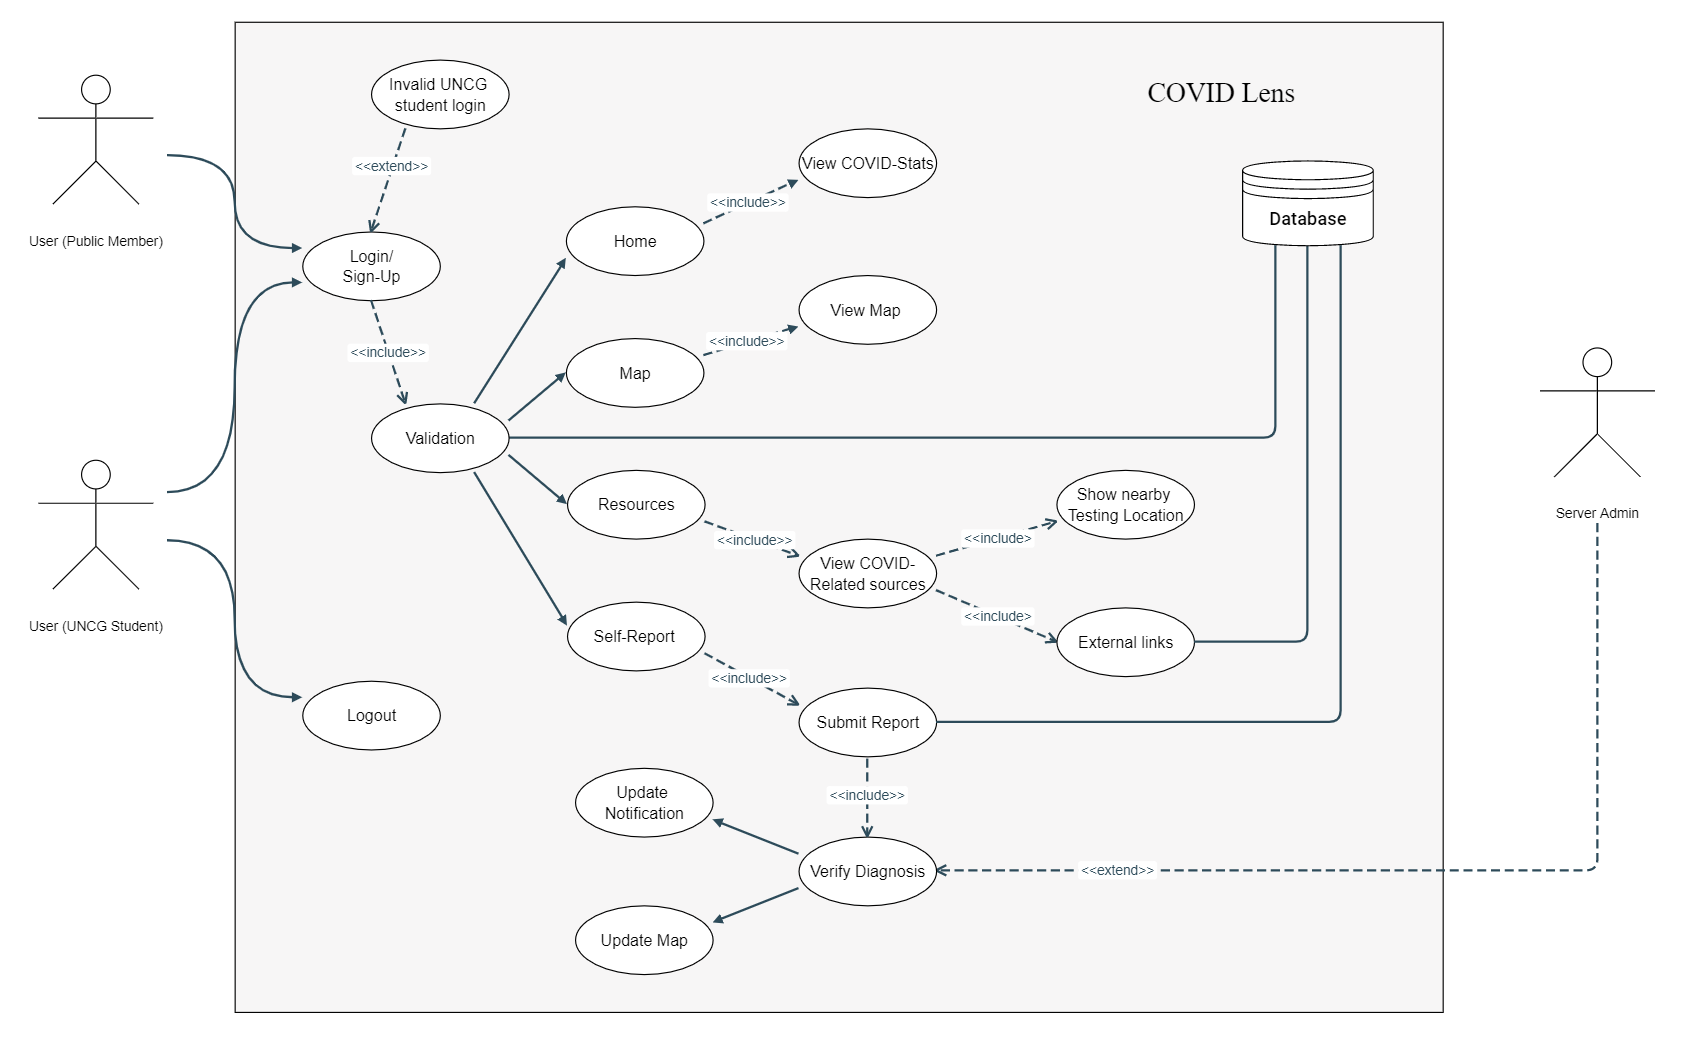 Invalid UNCG
student login
COVID Lens
<<extend>>
View COVID-Stats
<<include>>
Database
User (Public Member)
Home
Login/
Sign-Up
View Map
<<include>>
<<include>>
Map
Validation
Resources
Show nearby
Testing Location
Server Admin
<<include>>
<<include>
View COVID-
Related sources
<<include>
User (UNCG Student)
Self-Report
External links
<<include>>
Logout
Submit Report
Update
Notification
<<include>>
Verify Diagnosis
<<extend>>
Update Map